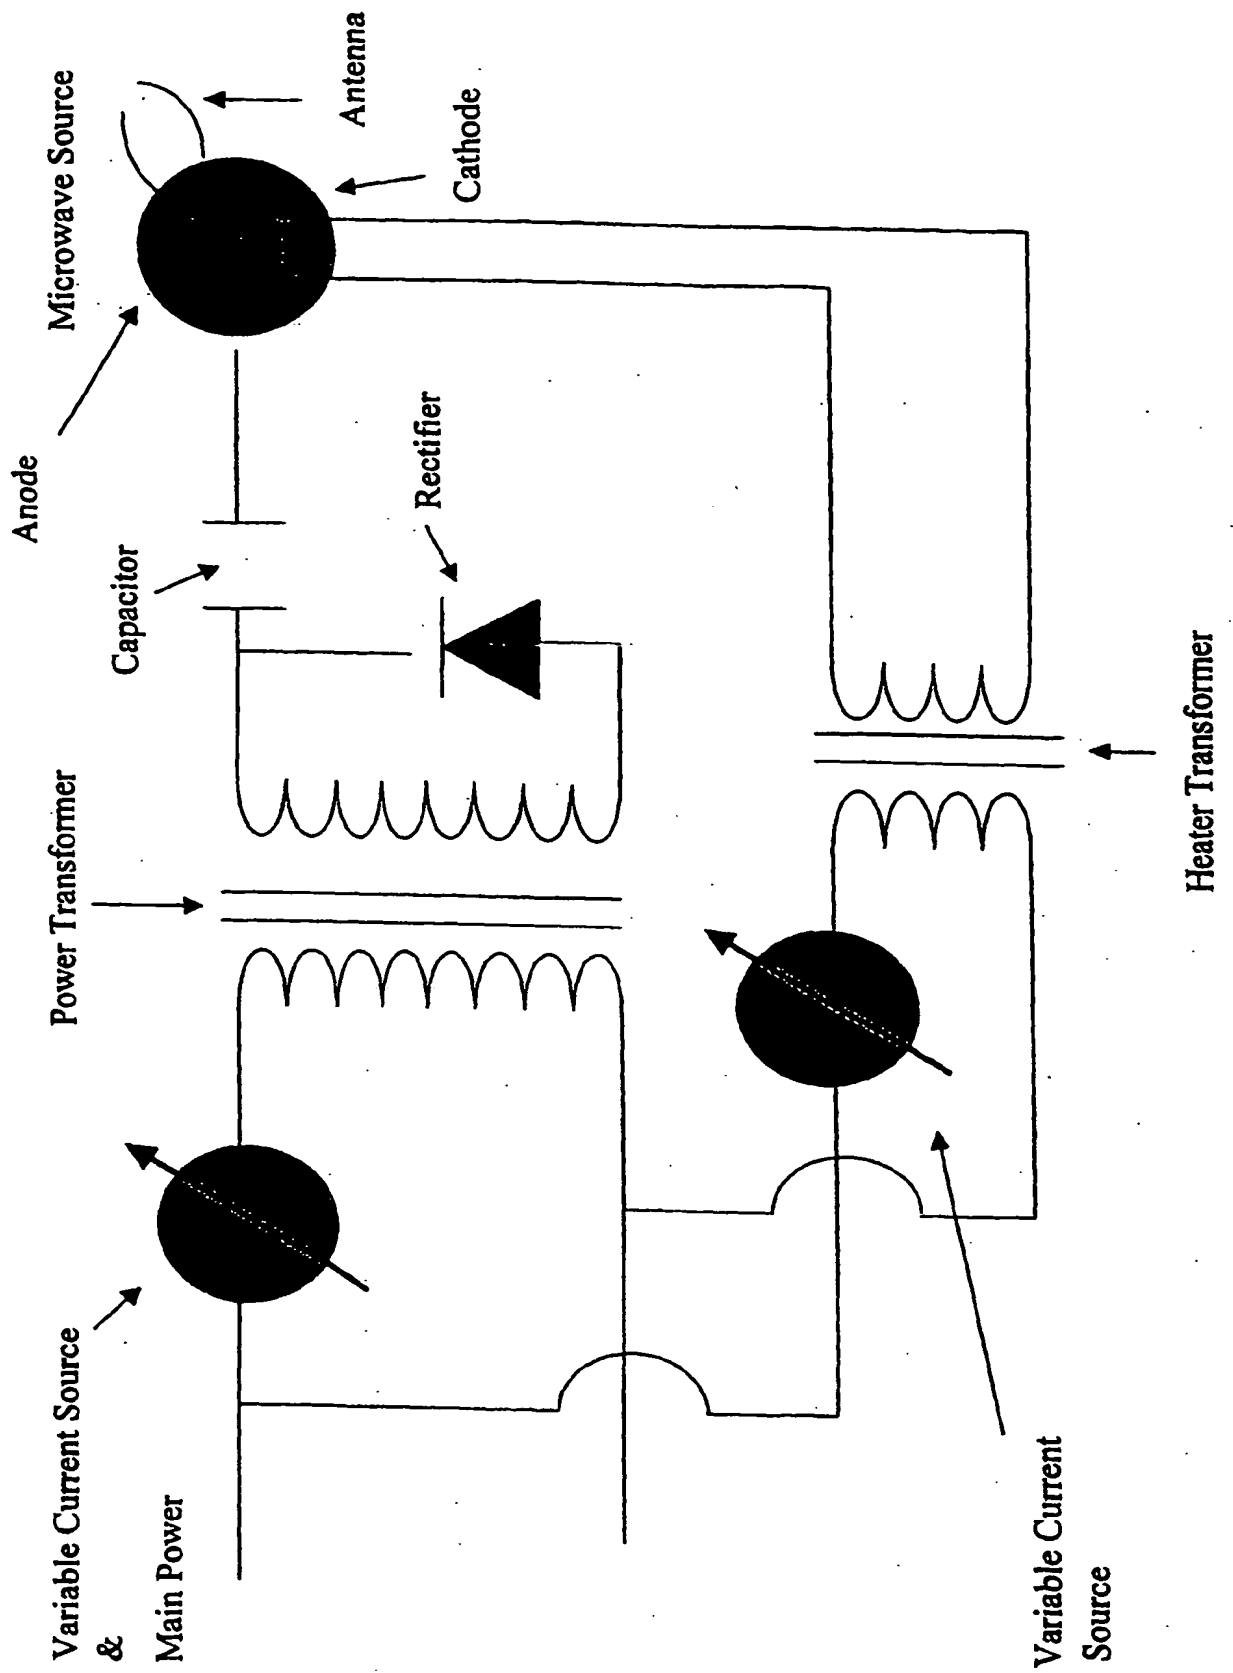 Variable Current Source
&
Main Power
Power Transformer
Capacitor
Anode
Microwave Source
Antenna
Cathode
Rectifier
Heater Transformer
Variable Current
Source